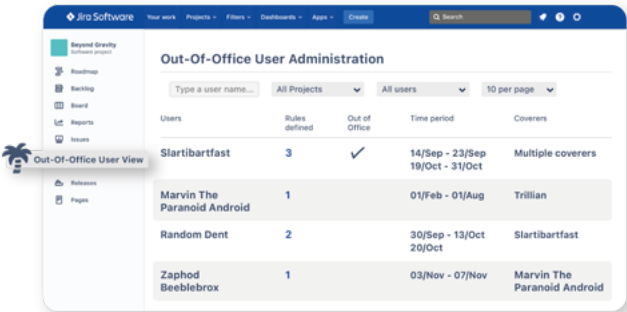 Jira Software
Your work Projects Filters Dashboards Apps Create Search
Beyond Gravity
Software project
Roadmap
Backlog
Board
Reports
Issues
Out-Of-Office User View
Releases
Pages
Out-Of-Office User Administration
Type a user name... All Projects All users 10 per page
Users Rules defined Out of Office Time period Coverers
Slartibartfast 3 14/Sep - 23/Sep Multiple coverers
19/Oct - 31/Oct
Marvin The Paranoid Android 1 01/Feb - 01/Aug Trillian
Random Dent 2 30/Sep - 13/Oct Slartibartfast
20/Oct
Zaphod Beeblebrox 1 03/Nov - 07/Nov Marvin The Paranoid Android